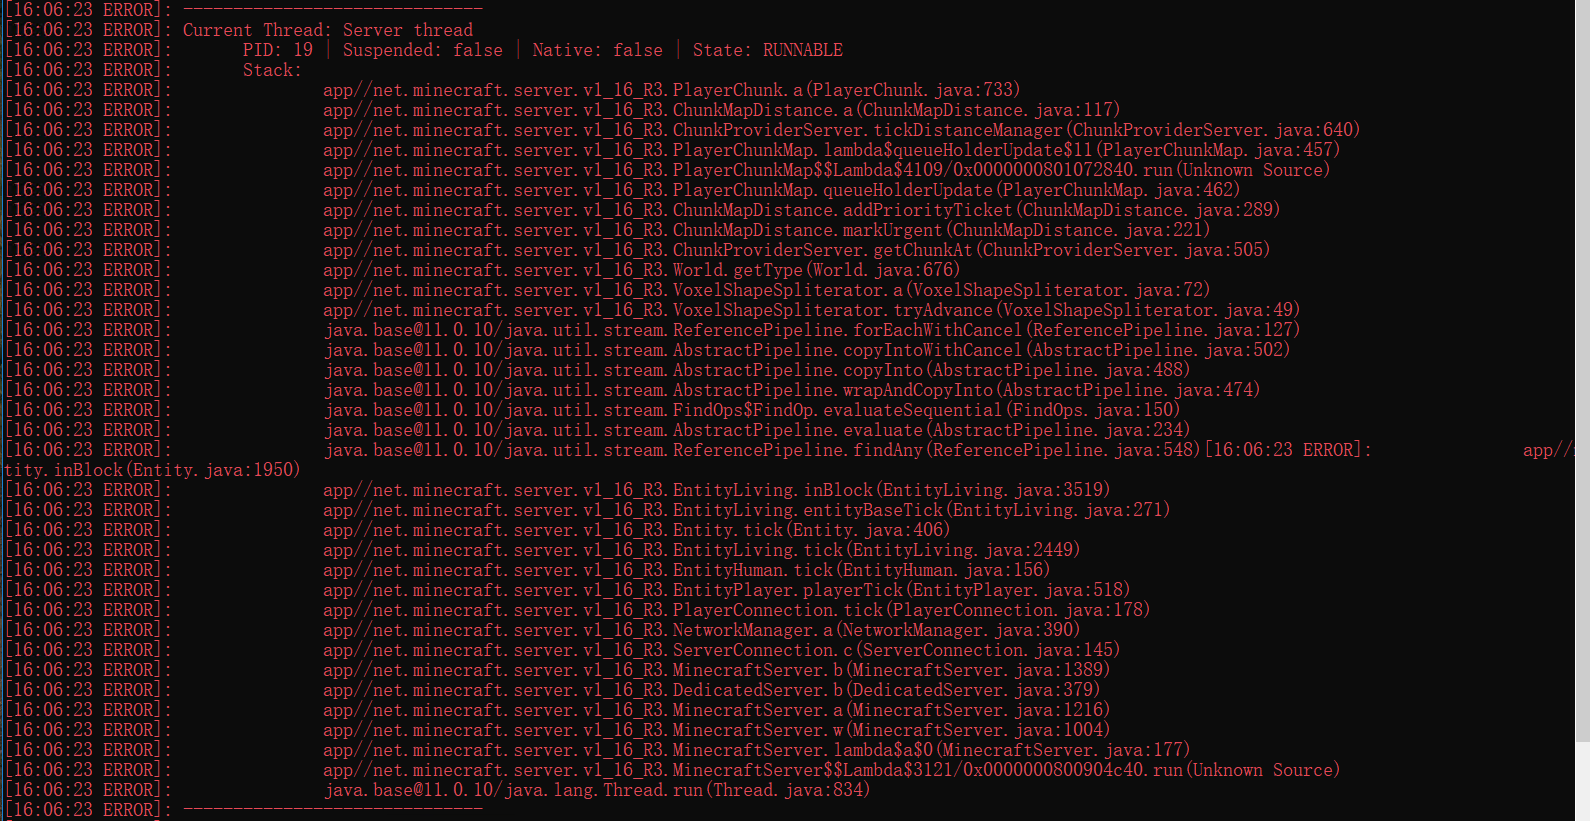 [16:06:23 ERROR]: ------------------------------
[16:06:23 ERROR]: Current Thread: Server thread
[16:06:23 ERROR]:       PID: 19 | Suspended: false | Native: false | State: RUNNABLE
[16:06:23 ERROR]:       Stack:
[16:06:23 ERROR]:               app//net.minecraft.server.v1_16_R3.PlayerChunk.a(PlayerChunk.java:733)
[16:06:23 ERROR]:               app//net.minecraft.server.v1_16_R3.ChunkMapDistance.a(ChunkMapDistance.java:117)
[16:06:23 ERROR]:               app//net.minecraft.server.v1_16_R3.ChunkProviderServer.tickDistanceManager(ChunkProviderServer.java:640)
[16:06:23 ERROR]:               app//net.minecraft.server.v1_16_R3.PlayerChunkMap.lambda$queueHolderUpdate$11(PlayerChunkMap.java:457)
[16:06:23 ERROR]:               app//net.minecraft.server.v1_16_R3.PlayerChunkMap$$Lambda$4109/0x0000000801072840.run(Unknown Source)
[16:06:23 ERROR]:               app//net.minecraft.server.v1_16_R3.PlayerChunkMap.queueHolderUpdate(PlayerChunkMap.java:462)
[16:06:23 ERROR]:               app//net.minecraft.server.v1_16_R3.ChunkMapDistance.addPriorityTicket(ChunkMapDistance.java:289)
[16:06:23 ERROR]:               app//net.minecraft.server.v1_16_R3.ChunkMapDistance.markUrgent(ChunkMapDistance.java:221)
[16:06:23 ERROR]:               app//net.minecraft.server.v1_16_R3.ChunkProviderServer.getChunkAt(ChunkProviderServer.java:505)
[16:06:23 ERROR]:               app//net.minecraft.server.v1_16_R3.World.getType(World.java:676)
[16:06:23 ERROR]:               app//net.minecraft.server.v1_16_R3.VoxelShapeSpliterator.a(VoxelShapeSpliterator.java:72)
[16:06:23 ERROR]:               app//net.minecraft.server.v1_16_R3.VoxelShapeSpliterator.tryAdvance(VoxelShapeSpliterator.java:49)
[16:06:23 ERROR]:               java.base@11.0.10/java.util.stream.ReferencePipeline.forEachWithCancel(ReferencePipeline.java:127)
[16:06:23 ERROR]:               java.base@11.0.10/java.util.stream.AbstractPipeline.copyIntoWithCancel(AbstractPipeline.java:502)
[16:06:23 ERROR]:               java.base@11.0.10/java.util.stream.AbstractPipeline.copyInto(AbstractPipeline.java:488)
[16:06:23 ERROR]:               java.base@11.0.10/java.util.stream.AbstractPipeline.wrapAndCopyInto(AbstractPipeline.java:474)
[16:06:23 ERROR]:               java.base@11.0.10/java.util.stream.FindOps$FindOp.evaluateSequential(FindOps.java:150)
[16:06:23 ERROR]:               java.base@11.0.10/java.util.stream.AbstractPipeline.evaluate(AbstractPipeline.java:234)
[16:06:23 ERROR]:               java.base@11.0.10/java.util.stream.ReferencePipeline.findAny(ReferencePipeline.java:548)[16:06:23 ERROR]:               app//
tity.inBlock(Entity.java:1950)
[16:06:23 ERROR]:               app//net.minecraft.server.v1_16_R3.EntityLiving.inBlock(EntityLiving.java:3519)
[16:06:23 ERROR]:               app//net.minecraft.server.v1_16_R3.EntityLiving.entityBaseTick(EntityLiving.java:271)
[16:06:23 ERROR]:               app//net.minecraft.server.v1_16_R3.Entity.tick(Entity.java:406)
[16:06:23 ERROR]:               app//net.minecraft.server.v1_16_R3.EntityLiving.tick(EntityLiving.java:2449)
[16:06:23 ERROR]:               app//net.minecraft.server.v1_16_R3.EntityHuman.tick(EntityHuman.java:156)
[16:06:23 ERROR]:               app//net.minecraft.server.v1_16_R3.EntityPlayer.playerTick(EntityPlayer.java:518)
[16:06:23 ERROR]:               app//net.minecraft.server.v1_16_R3.PlayerConnection.tick(PlayerConnection.java:178)
[16:06:23 ERROR]:               app//net.minecraft.server.v1_16_R3.NetworkManager.a(NetworkManager.java:390)
[16:06:23 ERROR]:               app//net.minecraft.server.v1_16_R3.ServerConnection.c(ServerConnection.java:145)
[16:06:23 ERROR]:               app//net.minecraft.server.v1_16_R3.MinecraftServer.b(MinecraftServer.java:1389)
[16:06:23 ERROR]:               app//net.minecraft.server.v1_16_R3.DedicatedServer.b(DedicatedServer.java:379)
[16:06:23 ERROR]:               app//net.minecraft.server.v1_16_R3.MinecraftServer.a(MinecraftServer.java:1216)
[16:06:23 ERROR]:               app//net.minecraft.server.v1_16_R3.MinecraftServer.w(MinecraftServer.java:1004)
[16:06:23 ERROR]:               app//net.minecraft.server.v1_16_R3.MinecraftServer.lambda$a$0(MinecraftServer.java:177)
[16:06:23 ERROR]:               app//net.minecraft.server.v1_16_R3.MinecraftServer$$Lambda$3121/0x0000000800904c40.run(Unknown Source)
[16:06:23 ERROR]:               java.base@11.0.10/java.lang.Thread.run(Thread.java:834)
[16:06:23 ERROR]: ------------------------------